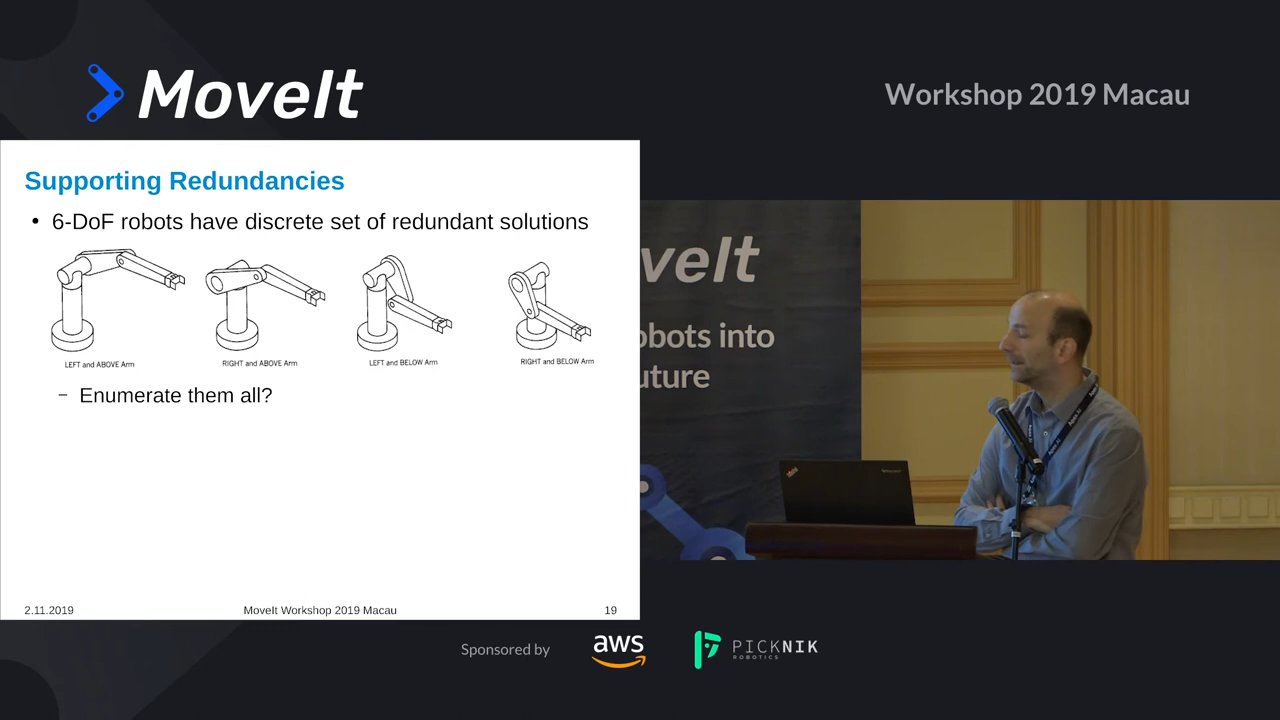 MoveIt
Workshop 2019 Macau
Supporting Redundancies
• 6-DoF robots have discrete set of redundant solutions
LEFT and ABOVE Arm
RIGHT and ABOVE Arm
LEFT and BELOW Arm
RIGHT and BELOW Arm
– Enumerate them all?
2.11.2019
MoveIt Workshop 2019 Macau
19
veIt
obots into
uture
Sponsored by
aws
PICKNIK
ROBOTICS